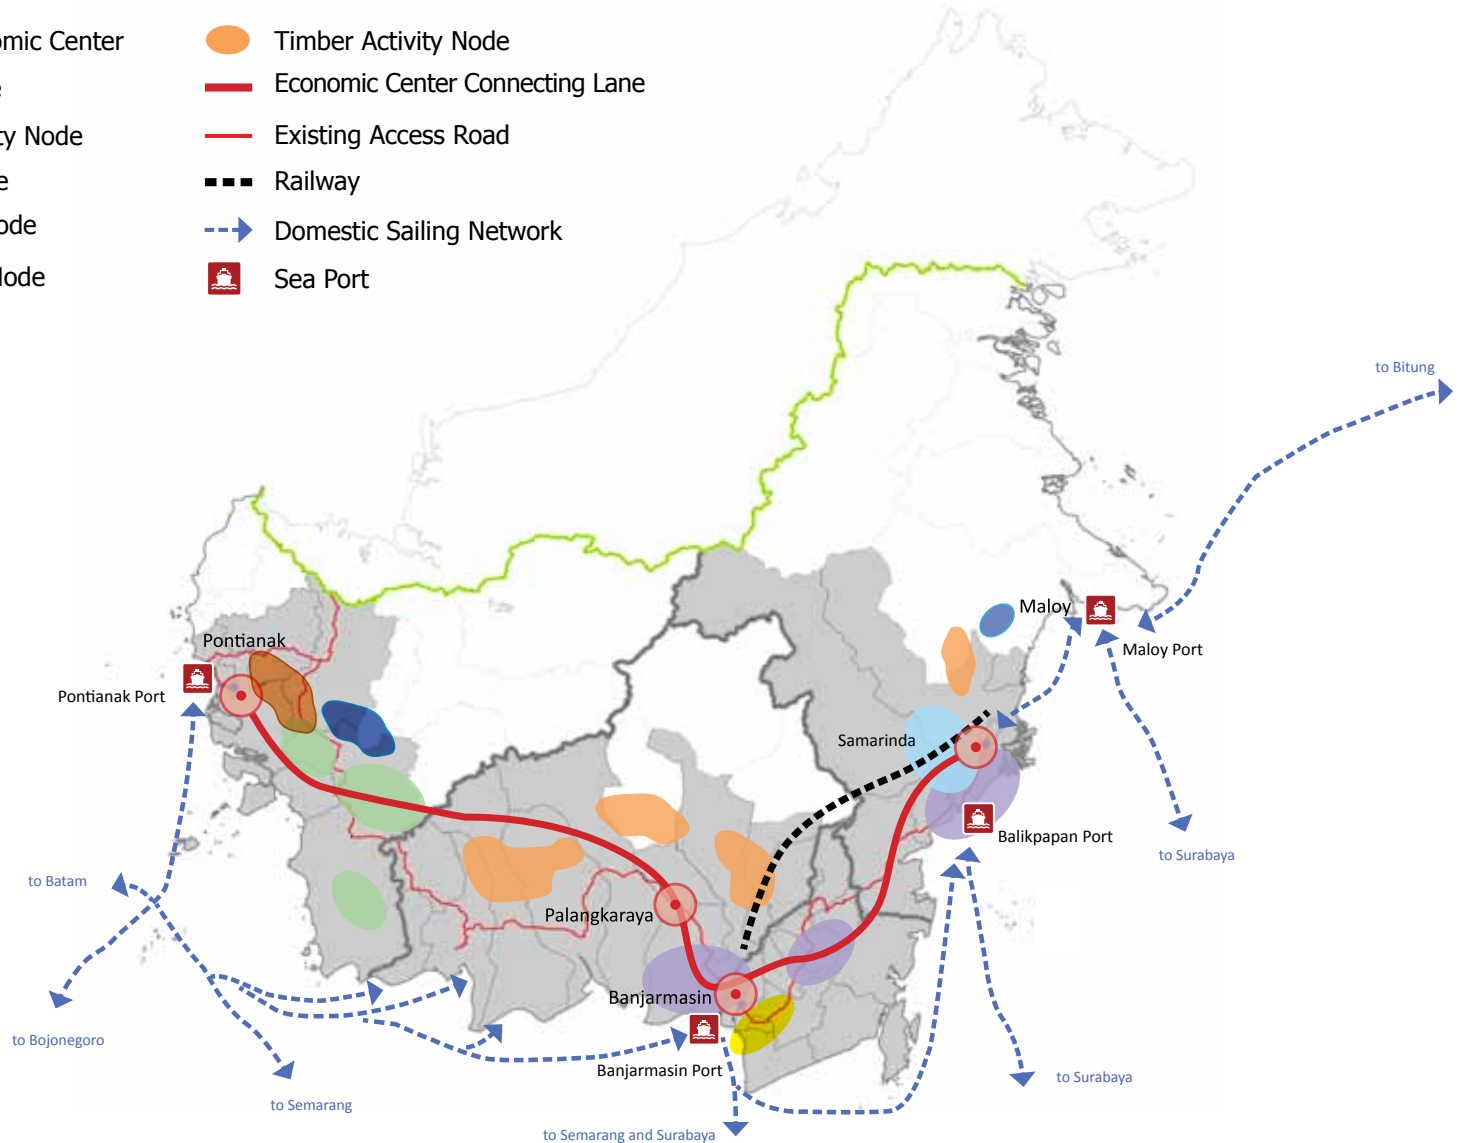 omic Center
e
ty Node
e
ode
Node
Timber Activity Node
Economic Center Connecting Lane
Existing Access Road
Railway
Domestic Sailing Network
Sea Port
to Bitung
Maloy
Maloy Port
Pontianak
Pontianak Port
Samarinda
Balikpapan Port
to Surabaya
to Batam
Palangkaraya
Banjarmasin
to Bojonegoro
Banjarmasin Port
to Surabaya
to Semarang
to Semarang and Surabaya